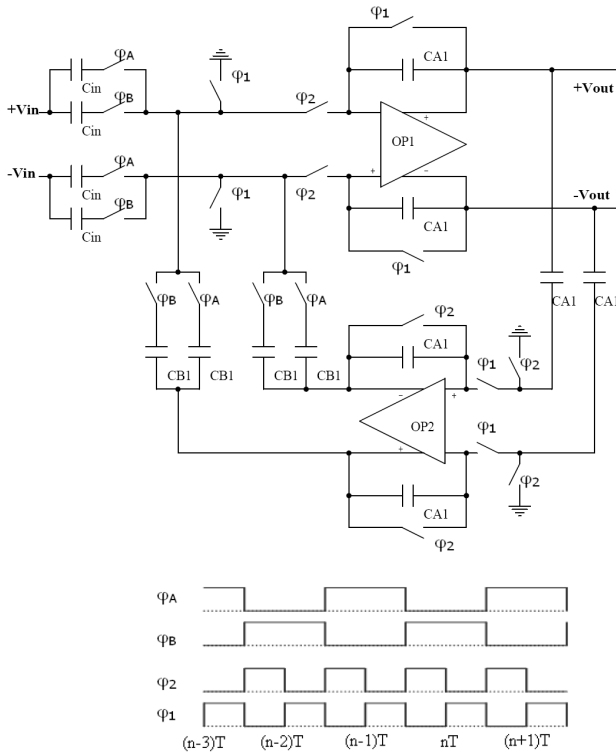 φ1
φA
CA1
Cin
φB
φ1
φ2
+Vout
+Vin
Cin
+
OP1
-Vin
φA
+
−
-Vout
Cin
φB
φ1
φ2
CA1
Cin
φ1
φB
φA
φB
φA
φ2
CA1
CA1
CA1
φ1
φ2
CB1
CB1
CB1
CB1
−
+
OP2
φ1
+
φ2
CA1
φ2
φA
φB
φ2
φ1
(n-3)T
(n-2)T
(n-1)T
nT
(n+1)T